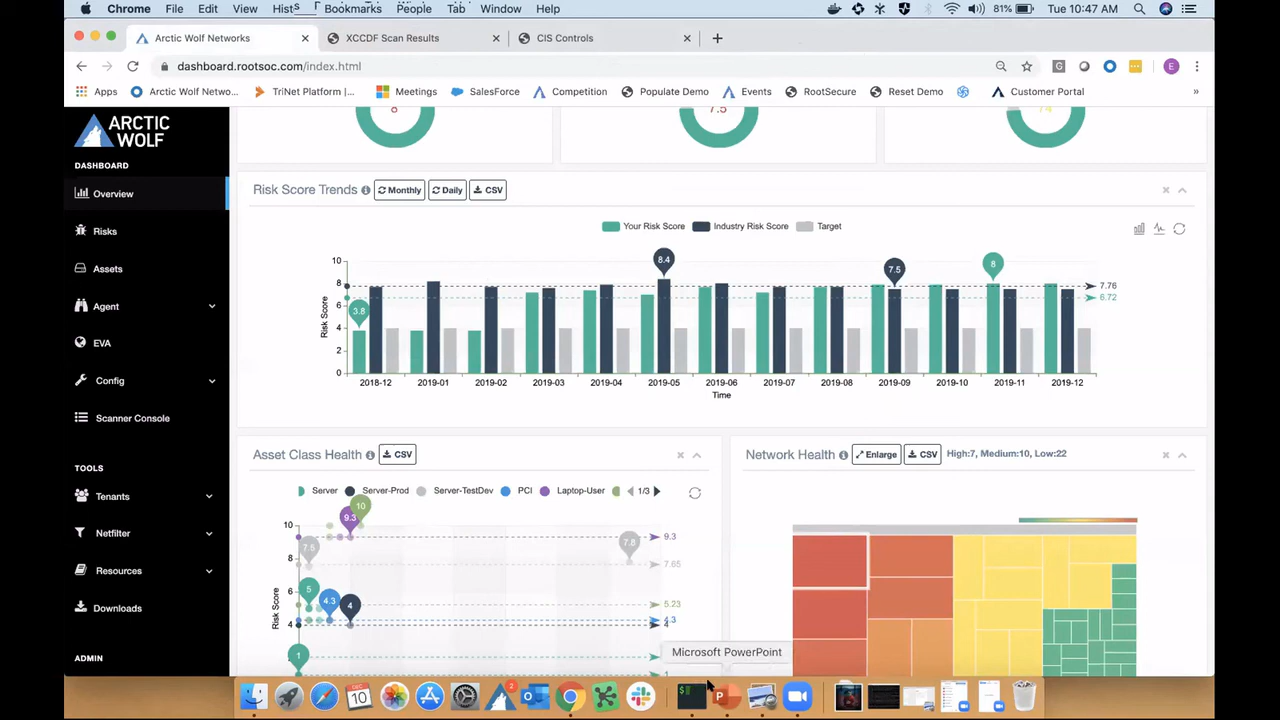 Chrome File Edit View Hist Bookmarks People Tab Window Help 81% Tue 10:47 AM
Arctic Wolf Networks XCCDF Scan Results CIS Controls
dashboard.rootsoc.com/index.html E
Apps Arctic Wolf Netwo... TriNet Platform |... Meetings SalesForce Competition Populate Demo Events RootSecure Reset Demo Customer Portal »
ARCTIC WOLF
DASHBOARD
Overview
Risks
Assets
Agent
EVA
Config
Scanner Console
TOOLS
Tenants
Netfilter
Resources
Downloads
ADMIN
8 7.5 74
Risk Score Trends Monthly Daily CSV
Your Risk Score Industry Risk Score Target
Risk Score
10
8
6
4
2
0
3.8 8.4 7.5 8
7.76
6.72
2018-12 2019-01 2019-02 2019-03 2019-04 2019-05 2019-06 2019-07 2019-08 2019-09 2019-10 2019-11 2019-12
Time
Asset Class Health CSV
Server Server-Prod Server-TestDev PCI Laptop-User 1/3
Risk Score
10
8
6
4
2
7.5 5 4.3 9.3 10 4 7.8 1
9.3
7.65
5.23
4.3
4
1
Network Health Enlarge CSV High:7, Medium:10, Low:22
Microsoft PowerPoint